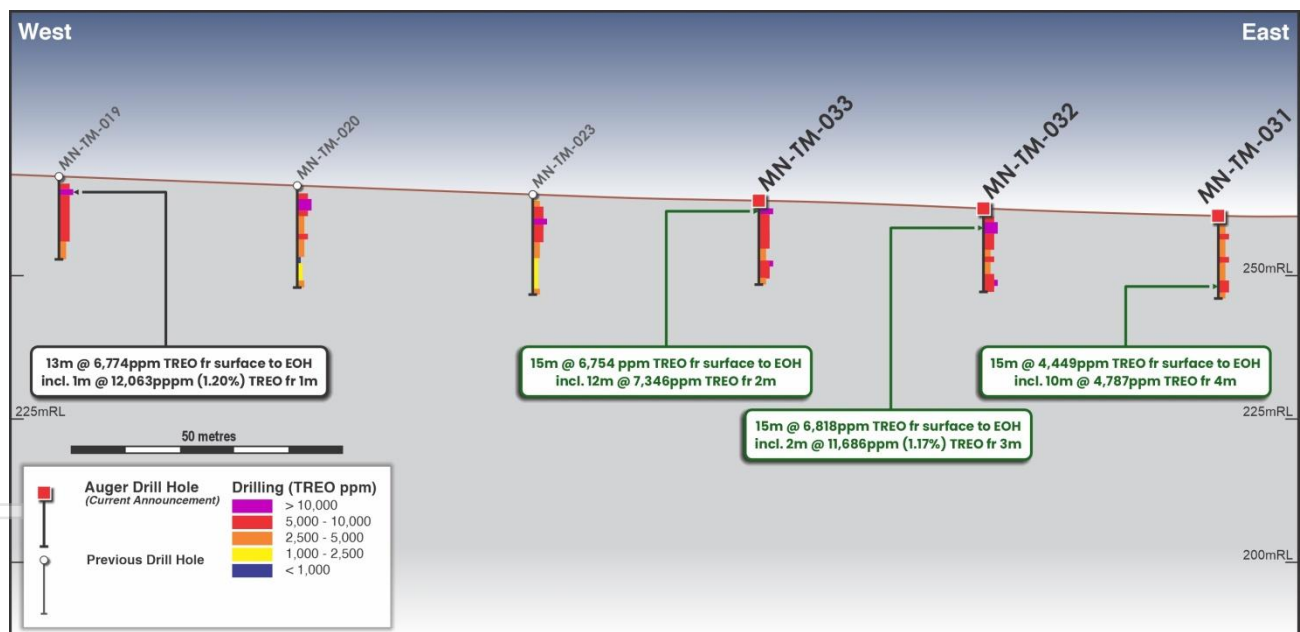 West
East
MN-TM-019
MN-TM-020
MN-TM-023
MN-TM-033
MN-TM-032
MN-TM-031
250mRL
13m @ 6,774ppm TREO fr surface to EOH
incl. 1m @ 12,063pppm (1.20%) TREO fr 1m
15m @ 6,754 ppm TREO fr surface to EOH
incl. 12m @ 7,346ppm TREO fr 2m
15m @ 4,449ppm TREO fr surface to EOH
incl. 10m @ 4,787ppm TREO fr 4m
15m @ 6,818ppm TREO fr surface to EOH
incl. 2m @ 11,686ppm (1.17%) TREO fr 3m
225mRL
225mRL
50 metres
Auger Drill Hole
(Current Announcement)
Previous Drill Hole
Drilling (TREO ppm)
> 10,000
5,000 - 10,000
2,500 - 5,000
1,000 - 2,500
< 1,000
200mRL